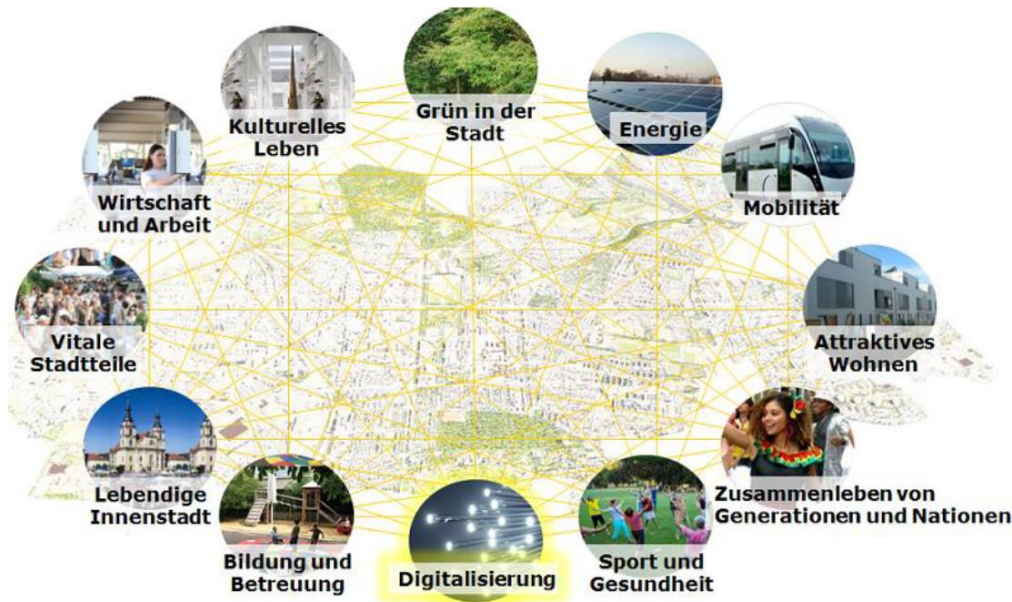 Grün in der
Stadt
Energie
Mobilität
Attraktives
Wohnen
Zusammenleben von
Generationen und Nationen
Sport und
Gesundheit
Digitalisierung
Bildung und
Betreuung
Lebendige
Innenstadt
Vitale
Stadtteile
Wirtschaft
und Arbeit
Kulturelles
Leben